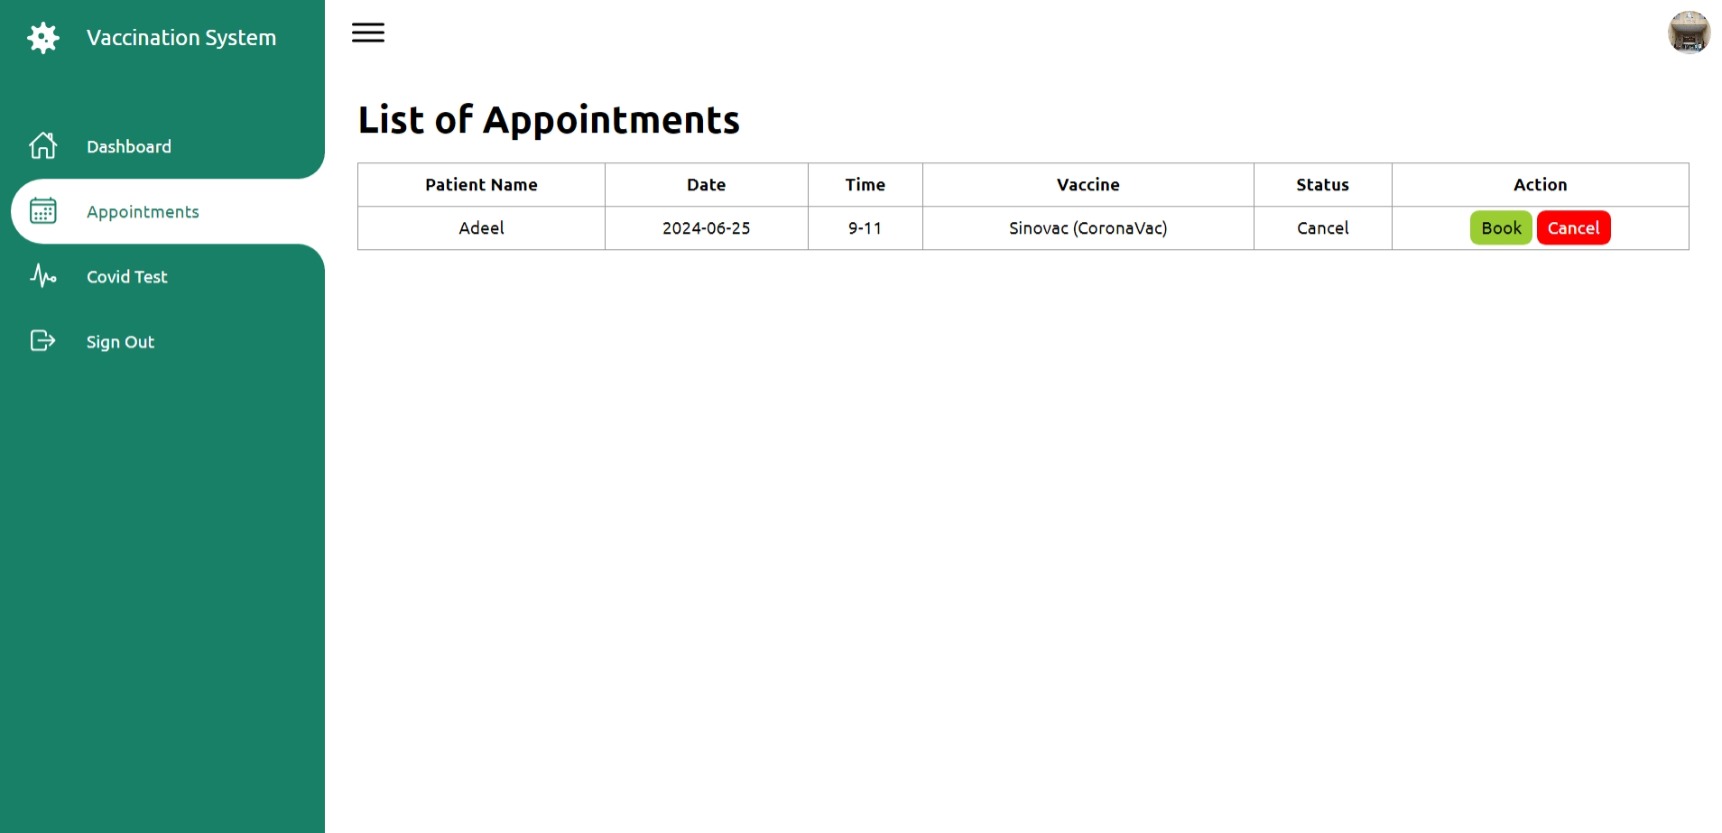 Vaccination System
Dashboard
Appointments
Covid Test
Sign Out
List of Appointments
Patient Name Date Time Vaccine Status Action
Adeel 2024-06-25 9-11 Sinovac (CoronaVac) Cancel Book Cancel